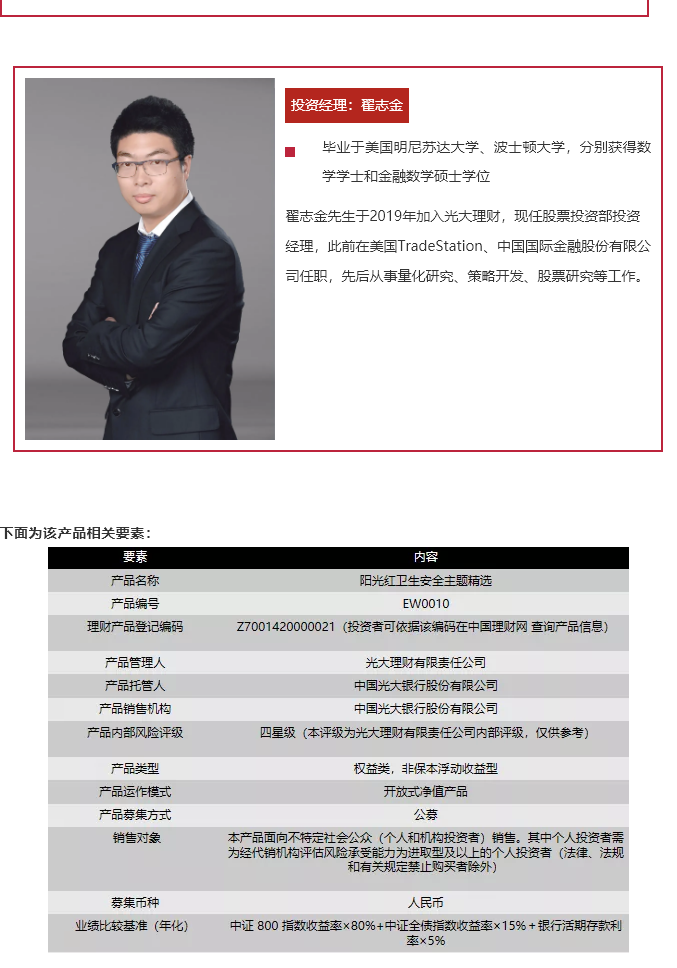 投资经理：翟志金
毕业于美国明尼苏达大学、波士顿大学，分别获得数
学学士和金融数学硕士学位
翟志金先生于2019年加入光大理财，现任股票投资部投资
经理，此前在美国TradeStation、中国国际金融股份有限公
司任职，先后从事量化研究、策略开发、股票研究等工作。
下面为该产品相关要素：
要素 内容
产品名称 阳光红卫生安全主题精选
产品编号 EW0010
理财产品登记编码 Z7001420000021（投资者可依据该编码在中国理财网 查询产品信息）
产品管理人 光大理财有限责任公司
产品托管人 中国光大银行股份有限公司
产品销售机构 中国光大银行股份有限公司
产品内部风险评级 四星级（本评级为光大理财有限责任公司内部评级，仅供参考）
产品类型 权益类，非保本浮动收益型
产品运作模式 开放式净值产品
产品募集方式 公募
销售对象 本产品面向不特定社会公众（个人和机构投资者）销售。其中个人投资者需
为经代销机构评估风险承受能力为进取型及以上的个人投资者（法律、法规
和有关规定禁止购买者除外）
募集币种 人民币
业绩比较基准（年化） 中证 800 指数收益率×80%+中证全债指数收益率×15%＋银行活期存款利
率×5%